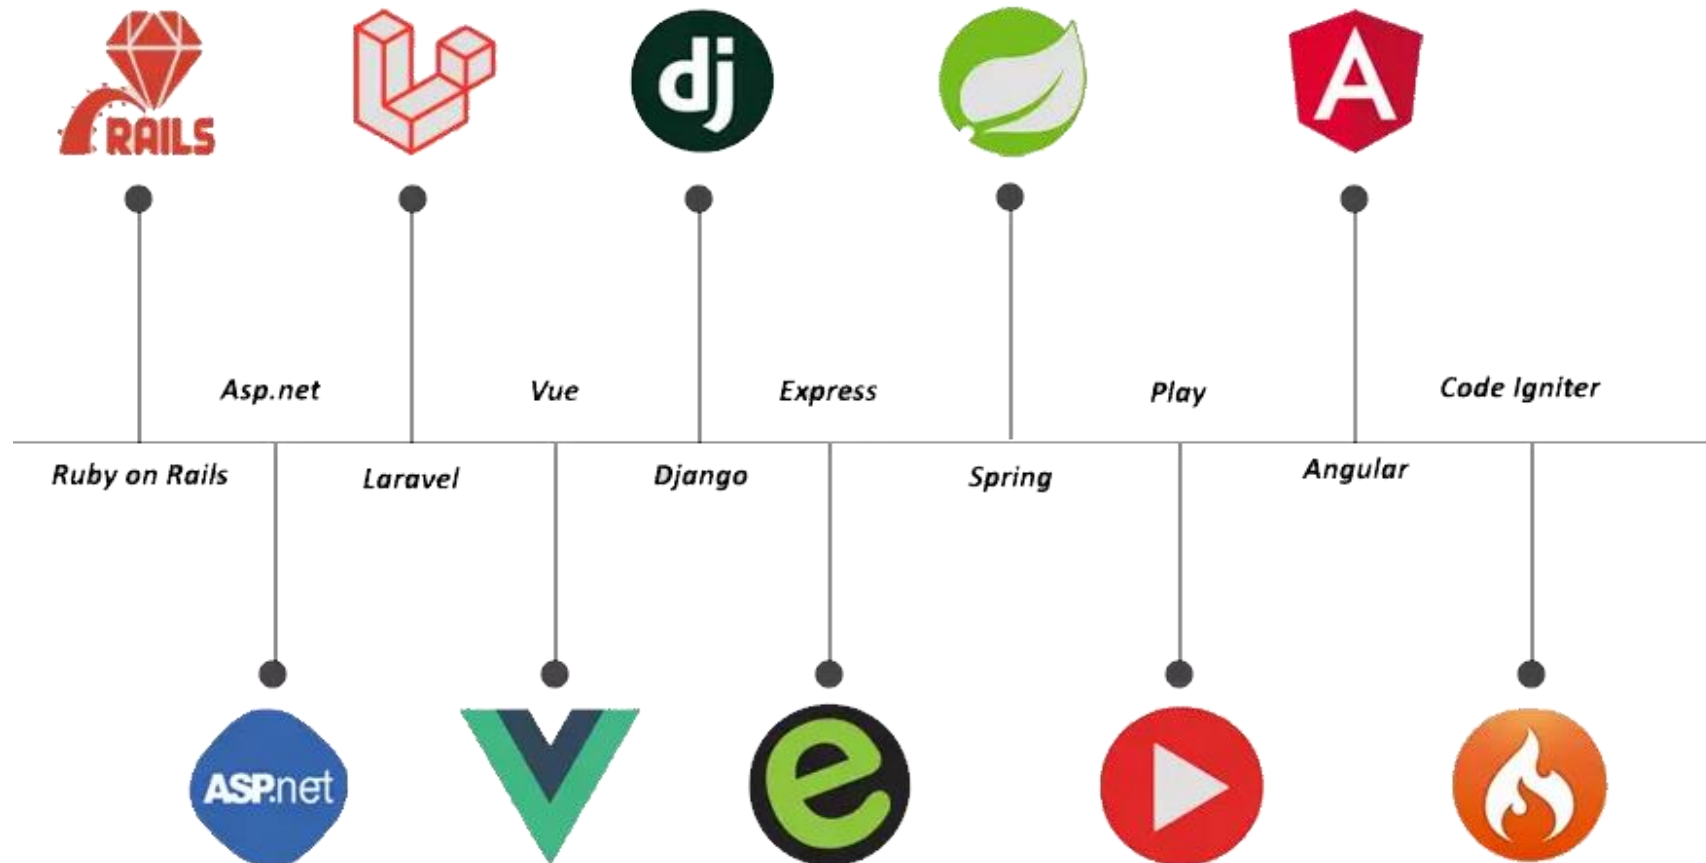 RAILS
dj
A
Asp.net
Vue
Express
Play
Code Igniter
Ruby on Rails
Laravel
Django
Spring
Angular
ASP.net
e